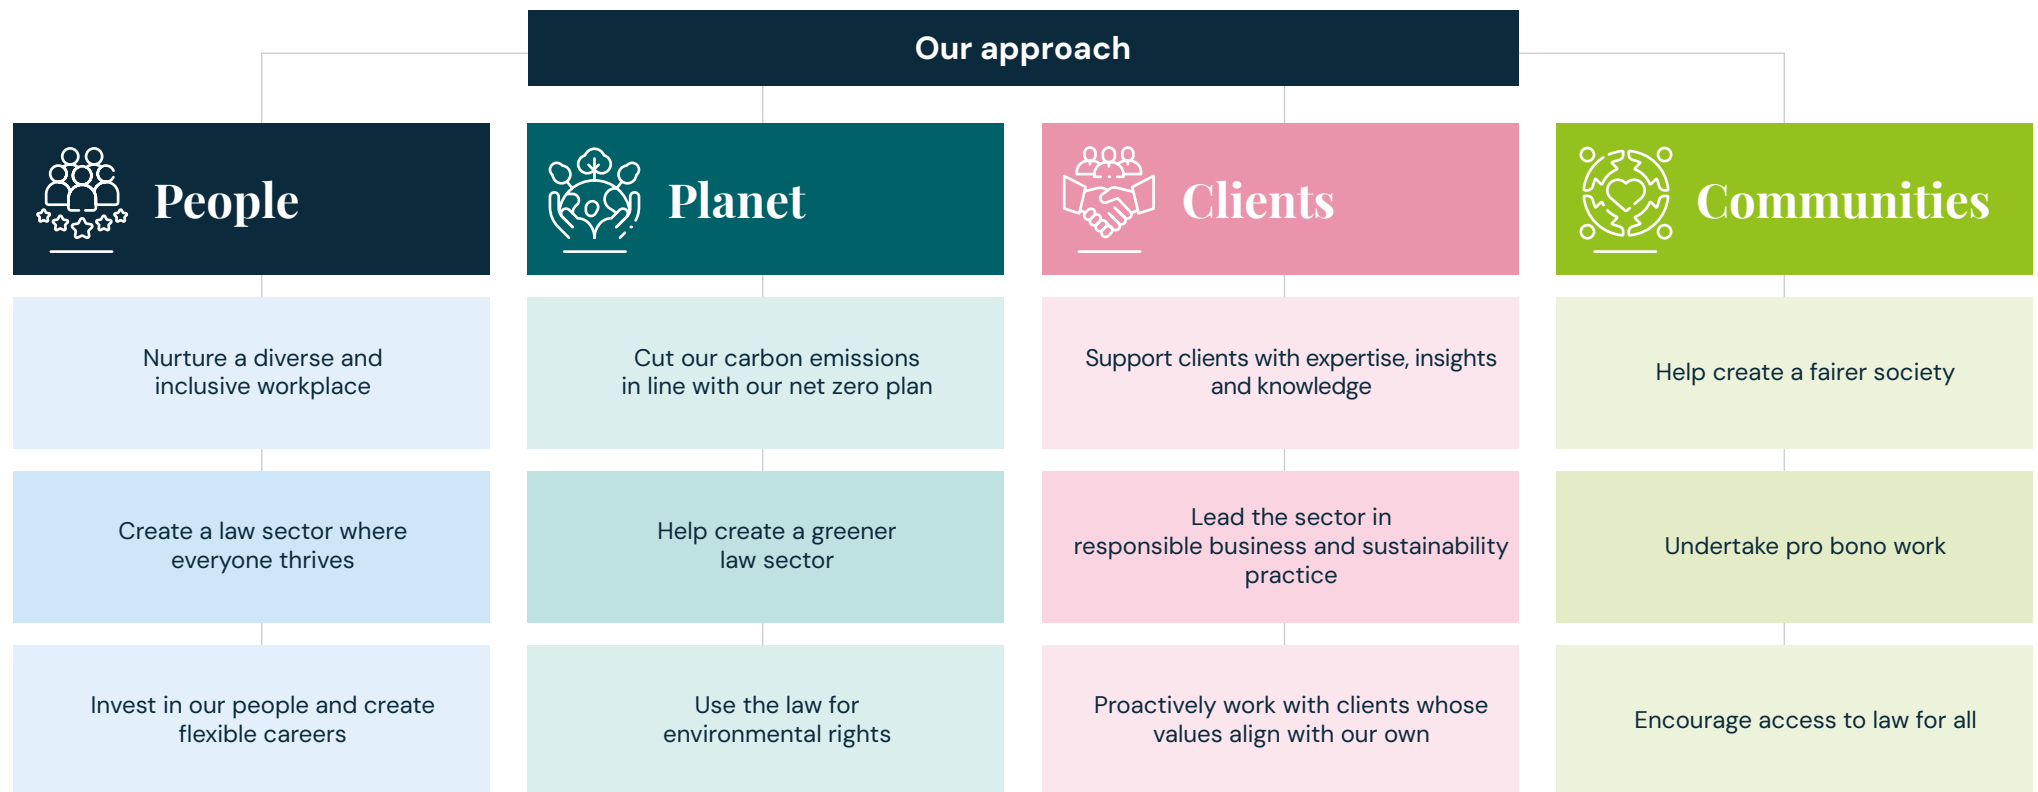 Our approach
People
Nurture a diverse and
inclusive workplace
Create a law sector where
everyone thrives
Invest in our people and create
flexible careers
Planet
Cut our carbon emissions
in line with our net zero plan
Help create a greener
law sector
Use the law for
environmental rights
Clients
Support clients with expertise, insights
and knowledge
Lead the sector in
responsible business and sustainability
practice
Proactively work with clients whose
values align with our own
Communities
Help create a fairer society
Undertake pro bono work
Encourage access to law for all